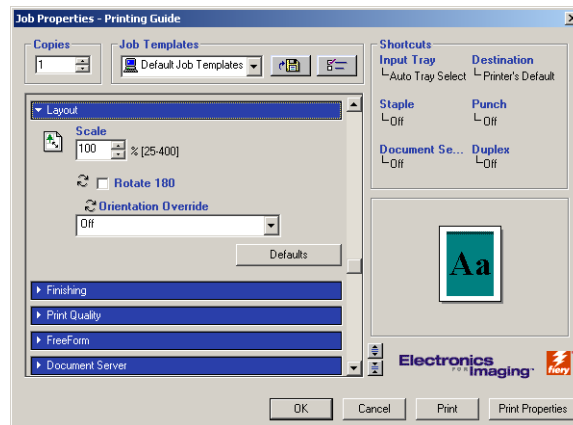 Job Properties - Printing Guide
Copies
1
Job Templates
Default Job Templates
Layout
Scale
100 % [25-400]
Rotate 180
Orientation Override
Off
Defaults
Finishing
Print Quality
FreeForm
Document Server
Shortcuts
Input Tray Destination
Auto Tray Select Printer's Default
Staple Punch
Off Off
Document Se... Duplex
Off Off
Aa
Electronics
FOR Imaging
fiery
OK Cancel Print Print Properties